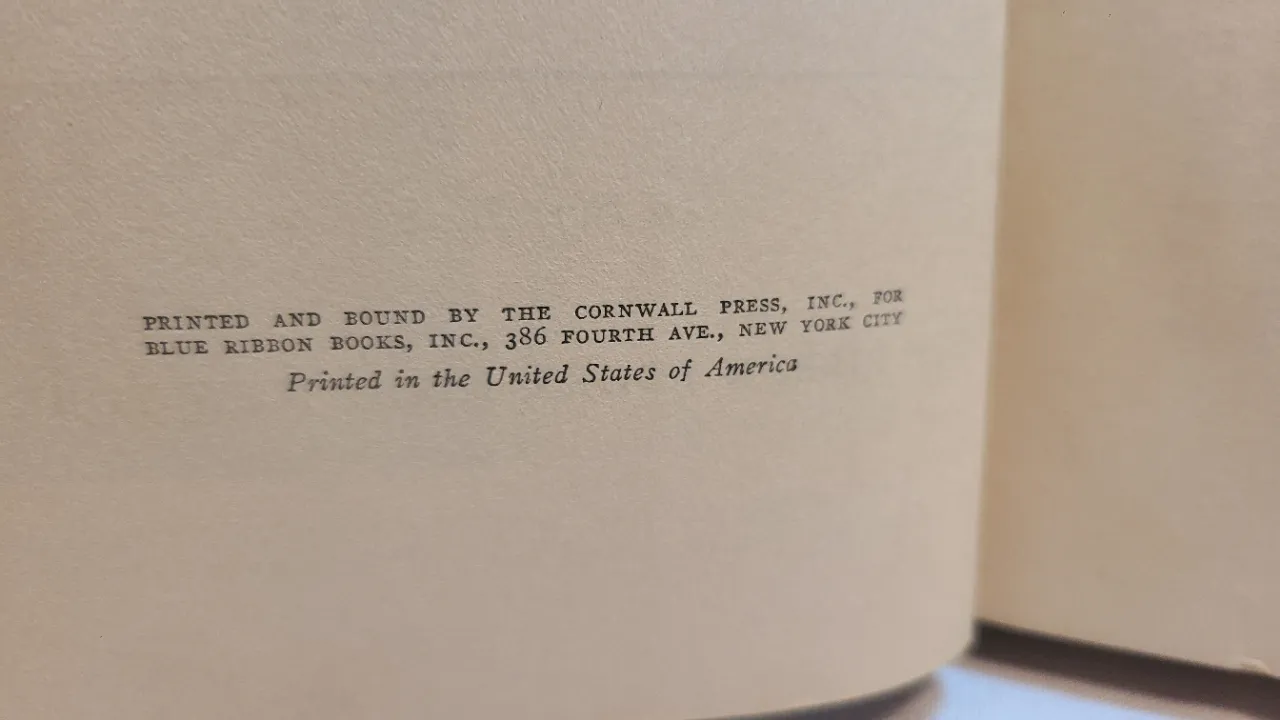 PRINTED AND BOUND BY THE CORNWALL PRESS, INC., FOR
BLUE RIBBON BOOKS, INC., 386 FOURTH AVE., NEW YORK CITY
Printed in the United States of America